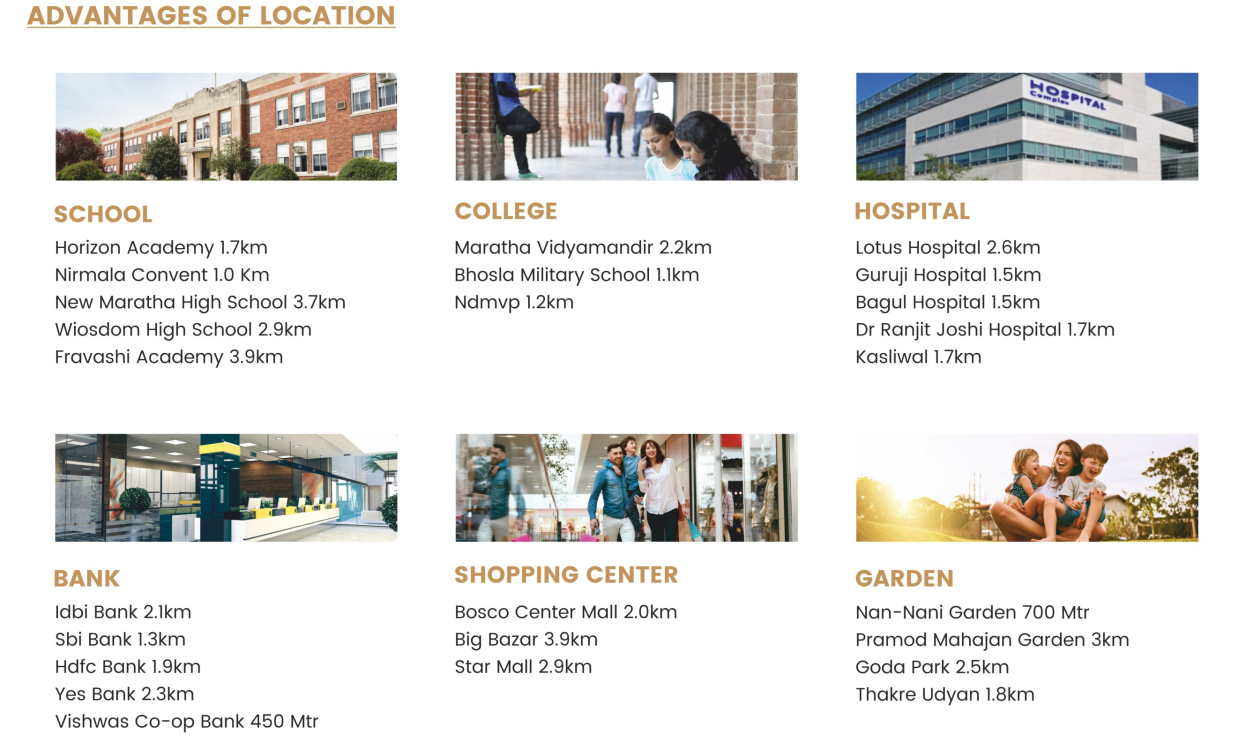 ADVANTAGES OF LOCATION
HOSPITAL
Complex
SCHOOL
Horizon Academy 1.7km
Nirmala Convent 1.0 Km
New Maratha High School 3.7km
Wiosdom High School 2.9km
Fravashi Academy 3.9km
COLLEGE
Maratha Vidyamandir 2.2km
Bhosla Military School 1.1km
Ndmvp 1.2km
HOSPITAL
Lotus Hospital 2.6km
Guruji Hospital 1.5km
Bagul Hospital 1.5km
Dr Ranjit Joshi Hospital 1.7km
Kasliwal 1.7km
BANK
Idbi Bank 2.1km
Sbi Bank 1.3km
Hdfc Bank 1.9km
Yes Bank 2.3km
Vishwas Co-op Bank 450 Mtr
SHOPPING CENTER
Bosco Center Mall 2.0km
Big Bazar 3.9km
Star Mall 2.9km
GARDEN
Nan-Nani Garden 700 Mtr
Pramod Mahajan Garden 3km
Goda Park 2.5km
Thakre Udyan 1.8km